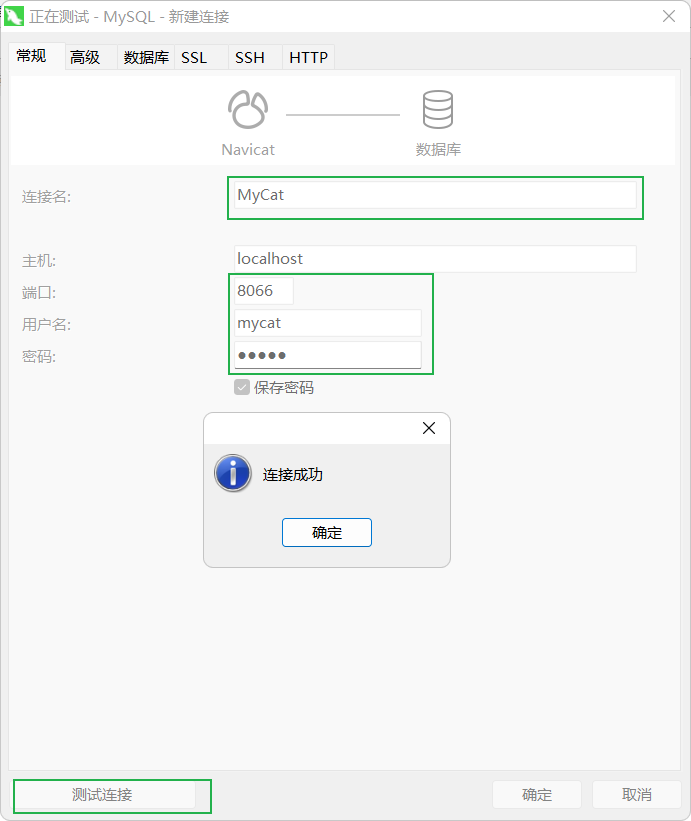 正在测试 - MySQL - 新建连接
常规 高级 数据库 SSL SSH HTTP
Navicat 数据库
连接名: MyCat
主机: localhost
端口: 8066
用户名: mycat
密码: ●●●●●
保存密码
连接成功
确定
测试连接 确定 取消